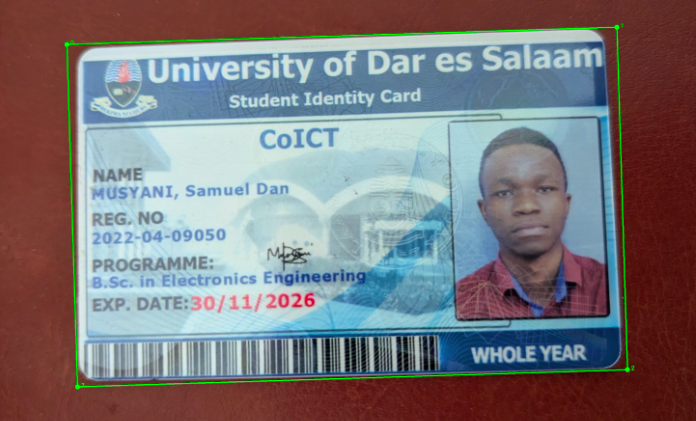 University of Dar es Salaam
Student Identity Card
CoICT
NAME
MUSYANI, Samuel Dan
REG. NO
2022-04-09050
PROGRAMME:
B.Sc. in Electronics Engineering
EXP. DATE:30/11/2026
WHOLE YEAR